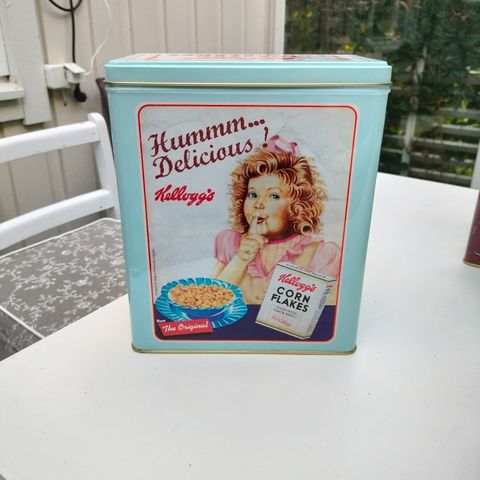 Hummm...
Delicious!
Kellogg's
Kellogg's
CORN
FLAKES
The Original